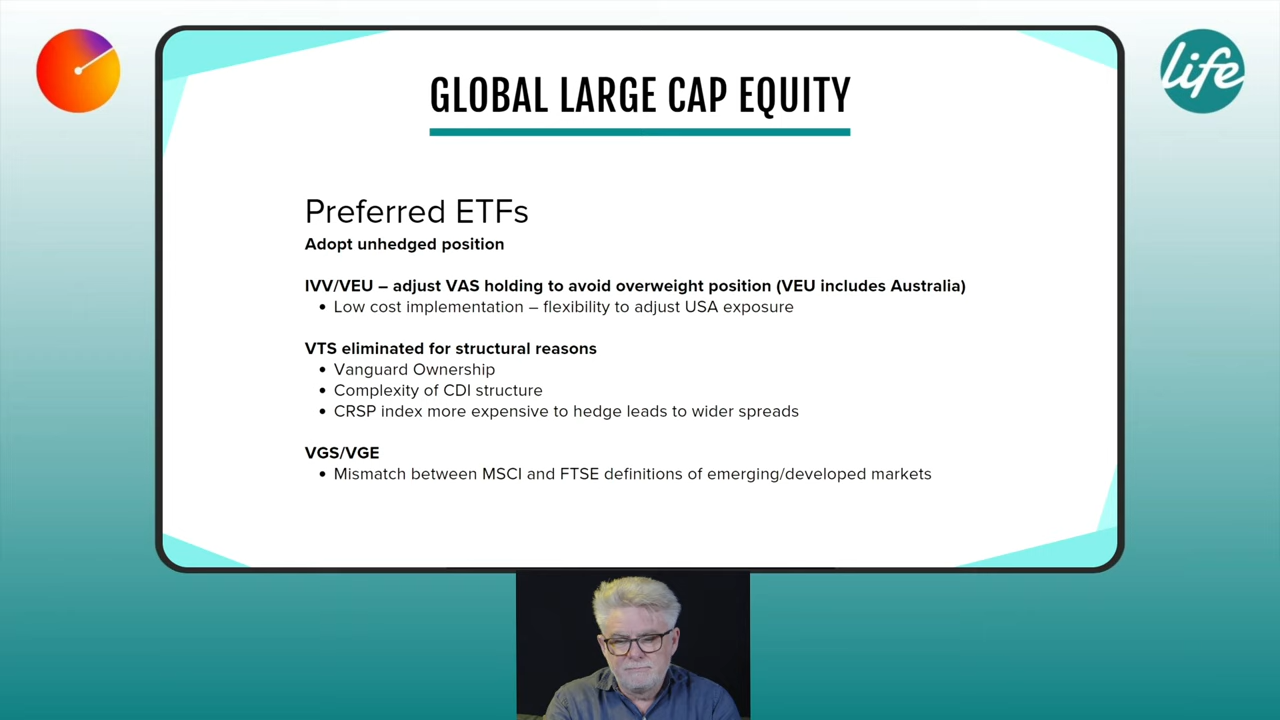 life
GLOBAL LARGE CAP EQUITY
Preferred ETFs
Adopt unhedged position
IVV/VEU – adjust VAS holding to avoid overweight position (VEU includes Australia)
• Low cost implementation – flexibility to adjust USA exposure
VTS eliminated for structural reasons
• Vanguard Ownership
• Complexity of CDI structure
• CRSP index more expensive to hedge leads to wider spreads
VGS/VGE
• Mismatch between MSCI and FTSE definitions of emerging/developed markets